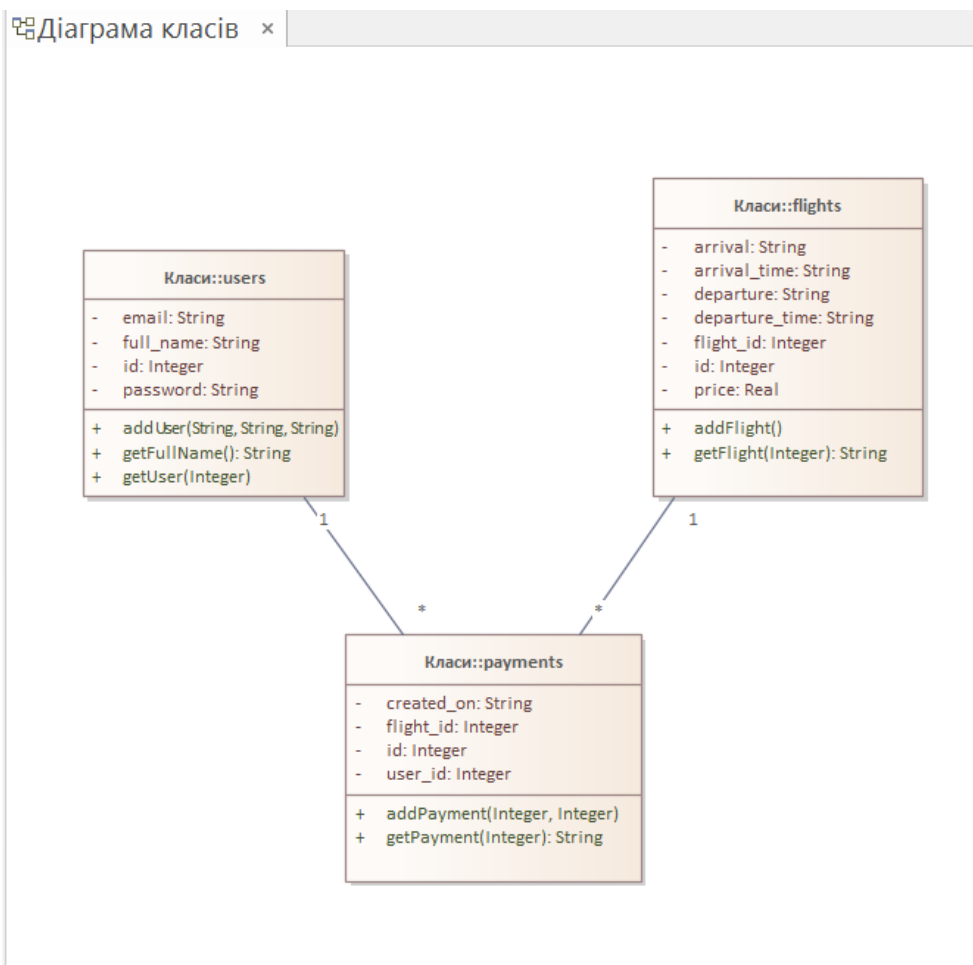 Діаграма класів ×
Класи::flights
- arrival: String
- arrival_time: String
- departure: String
- departure_time: String
- flight_id: Integer
- id: Integer
- price: Real
+ addFlight()
+ getFlight(Integer): String
Класи::users
- email: String
- full_name: String
- id: Integer
- password: String
+ addUser(String, String, String)
+ getFullName(): String
+ getUser(Integer)
1
1
*
*
Класи::payments
- created_on: String
- flight_id: Integer
- id: Integer
- user_id: Integer
+ addPayment(Integer, Integer)
+ getPayment(Integer): String